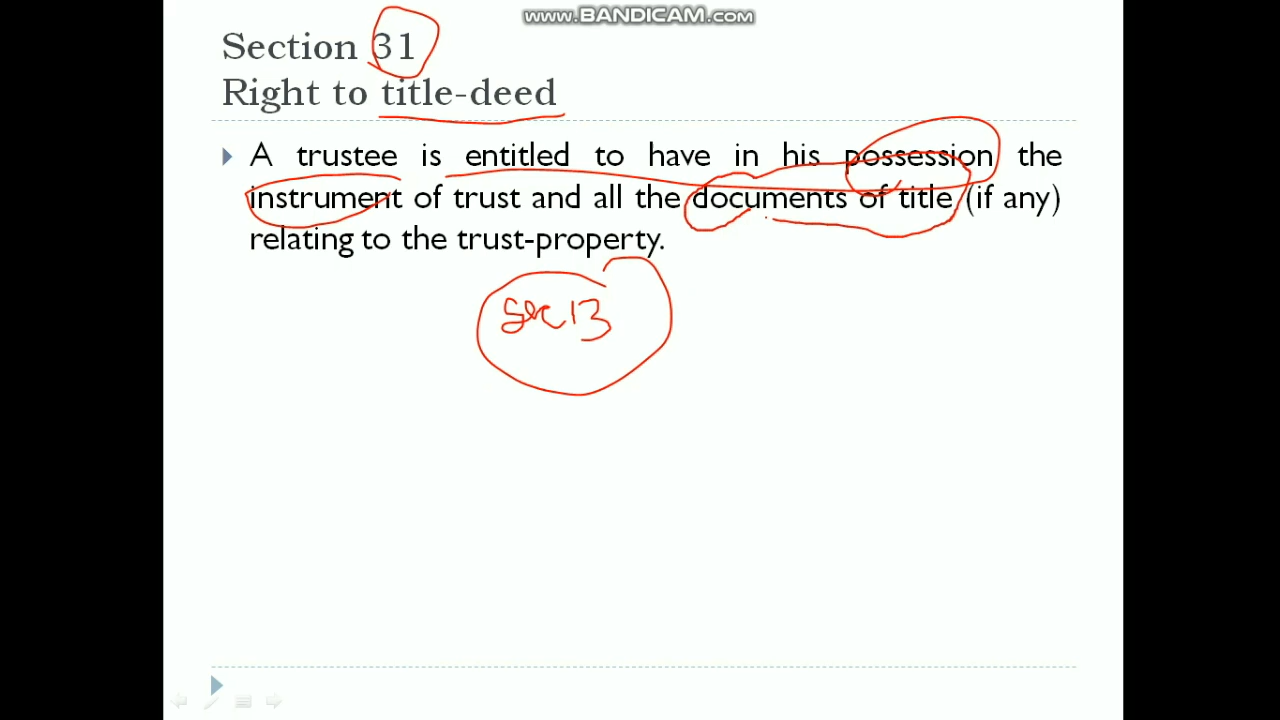 www.BANDICAM.com
Section 31
Right to title-deed
A trustee is entitled to have in his possession the
instrument of trust and all the documents of title (if any)
relating to the trust-property.
Sec 13